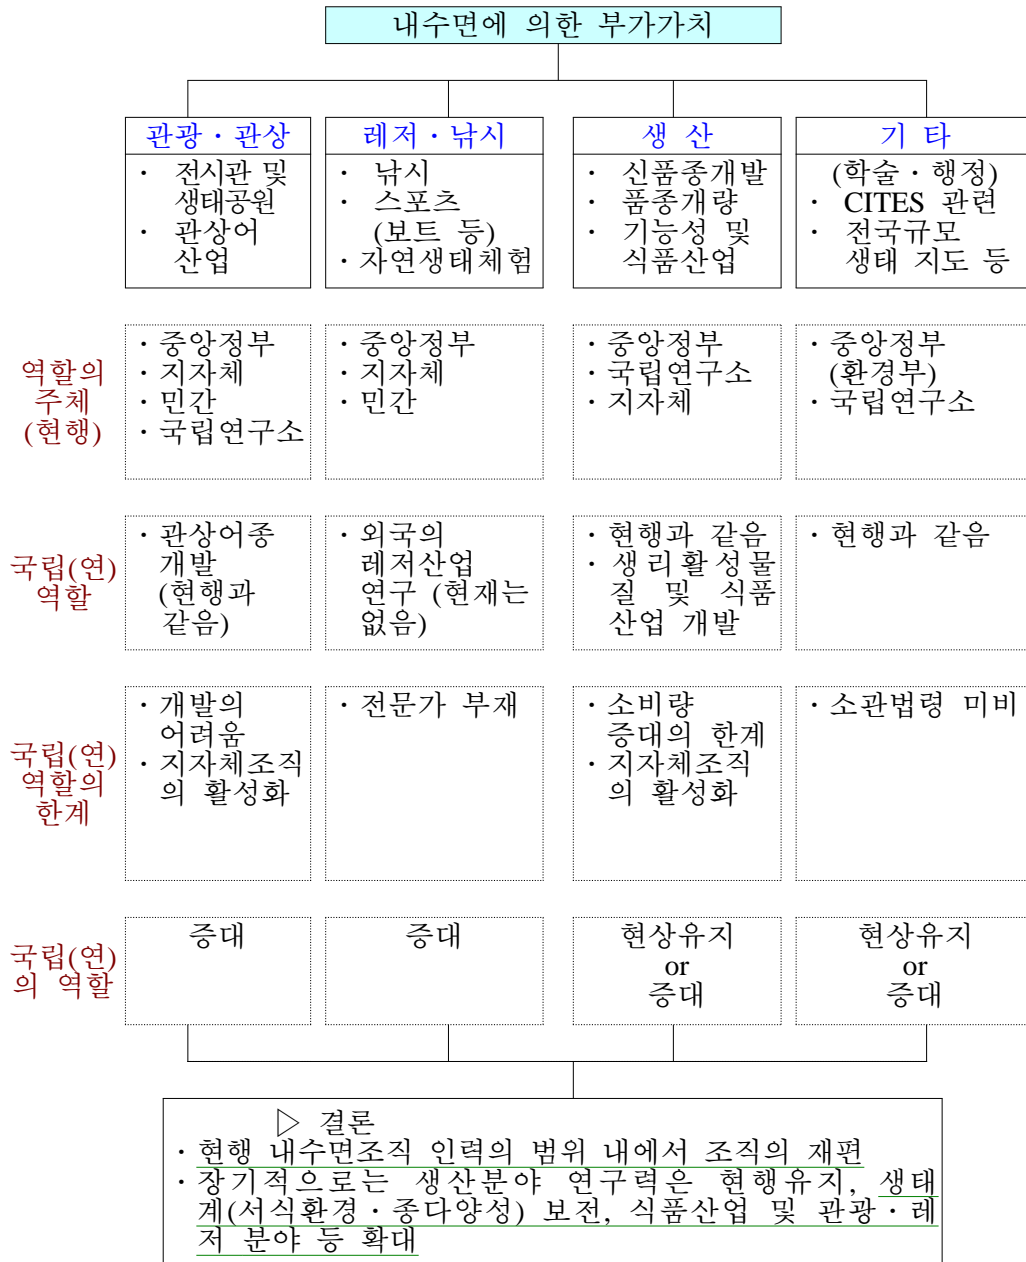 내수면에 의한 부가가치
관광 · 관상
· 전시관 및
생태공원
· 관상어
산업
레저 · 낚시
· 낚시
· 스포츠
(보트 등)
· 자연생태체험
생 산
· 신품종개발
· 품종개량
· 기능성 및
식품산업
기 타
(학술 · 행정)
· CITES 관련
· 전국규모
생태 지도 등
역할의
주체
(현행)
· 중앙정부
· 지자체
· 민간
· 국립연구소
· 중앙정부
· 지자체
· 민간
· 중앙정부
· 국립연구소
· 지자체
· 중앙정부
(환경부)
· 국립연구소
국립(연)
역할
· 관상어종
개발
(현행과
같음)
· 외국의
레저산업
연구 (현재는
없음)
· 현행과 같음
· 생리활성물
질 및 식품
산업 개발
· 현행과 같음
국립(연)
역할의
한계
· 개발의
어려움
· 지자체조직
의 활성화
· 전문가 부재
· 소비량
증대의 한계
· 지자체조직
의 활성화
· 소관법령 미비
국립(연)
의 역할
증대
증대
현상유지
or
증대
현상유지
or
증대
▷ 결론
· 현행 내수면조직 인력의 범위 내에서 조직의 재편
· 장기적으로는 생산분야 연구력은 현행유지, 생태
계(서식환경 · 종다양성) 보전, 식품산업 및 관광 · 레
저 분야 등 확대